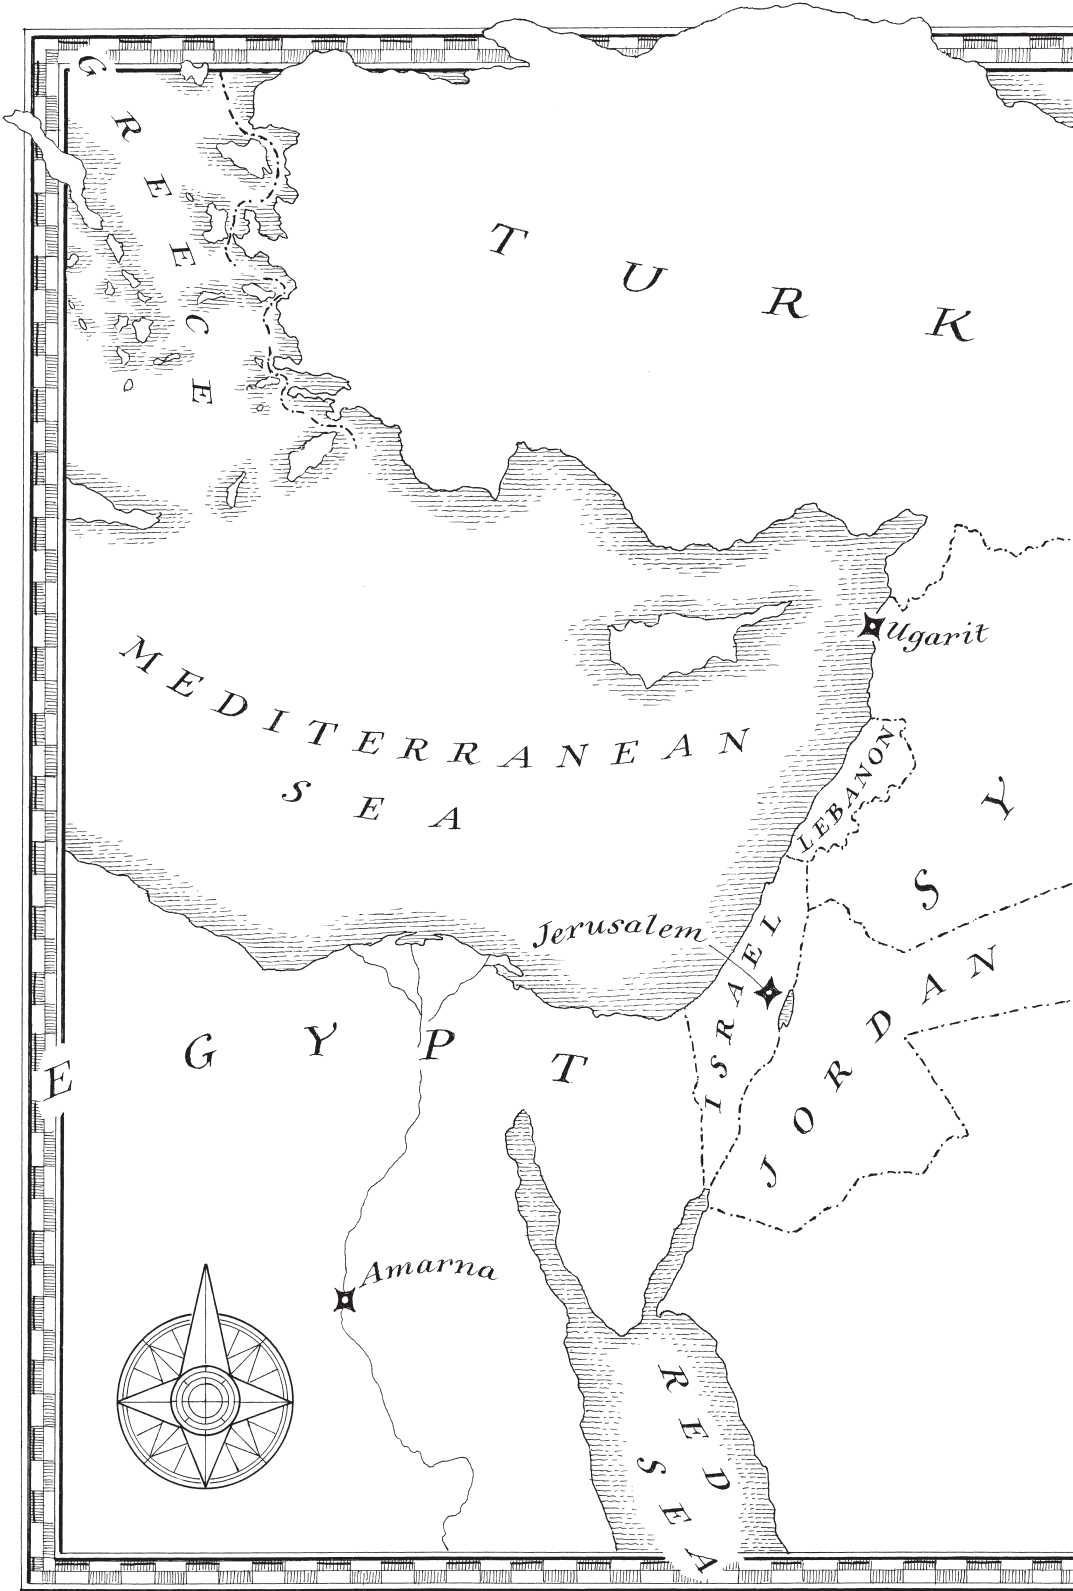 GREECE
TURK
Ugarit
MEDITERRANEAN
SEA
LEBANON
SY
Jerusalem
ISRAEL
JORDAN
EGYPT
Amarna
RED
SEA